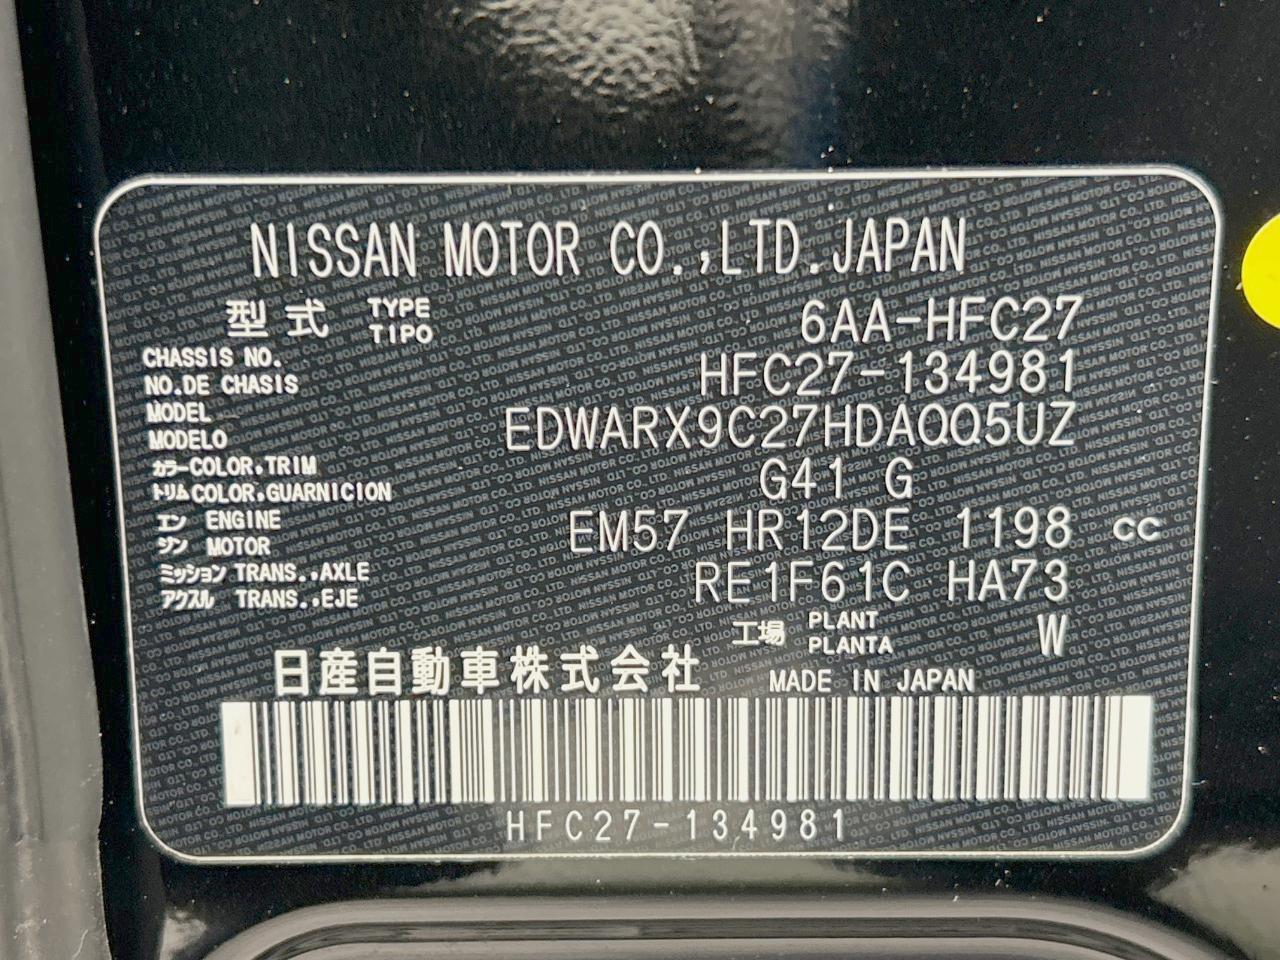 NISSAN MOTOR CO.,LTD.JAPAN
型式 TYPE TIPO 6AA-HFC27
CHASSIS NO. NO.DE CHASIS HFC27-134981
MODEL MODELO EDWARX9C27HDAQQ5UZ
カラー COLOR,TRIM トリム COLOR,GUARNICION G41 G
エンジン ENGINE MOTOR EM57 HR12DE 1198 cc
ミッション TRANS.,AXLE アクスル TRANS.,EJE RE1F61C HA73
工場 PLANT PLANTA W
日産自動車株式会社 MADE IN JAPAN
HFC27-134981